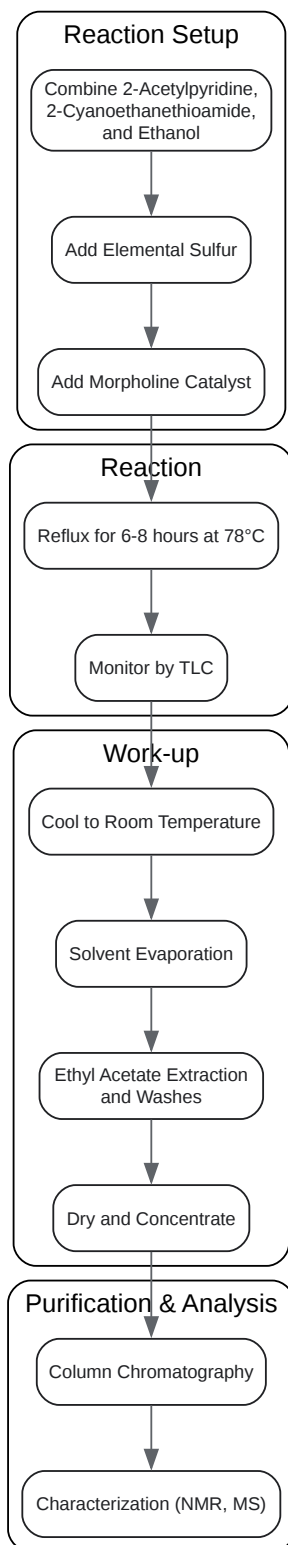 Reaction Setup
Combine 2-Acetylpyridine,
2-Cyanoethanethioamide,
and Ethanol
Add Elemental Sulfur
Add Morpholine Catalyst
Reaction
Reflux for 6-8 hours at 78°C
Monitor by TLC
Work-up
Cool to Room Temperature
Solvent Evaporation
Ethyl Acetate Extraction
and Washes
Dry and Concentrate
Purification & Analysis
Column Chromatography
Characterization (NMR, MS)